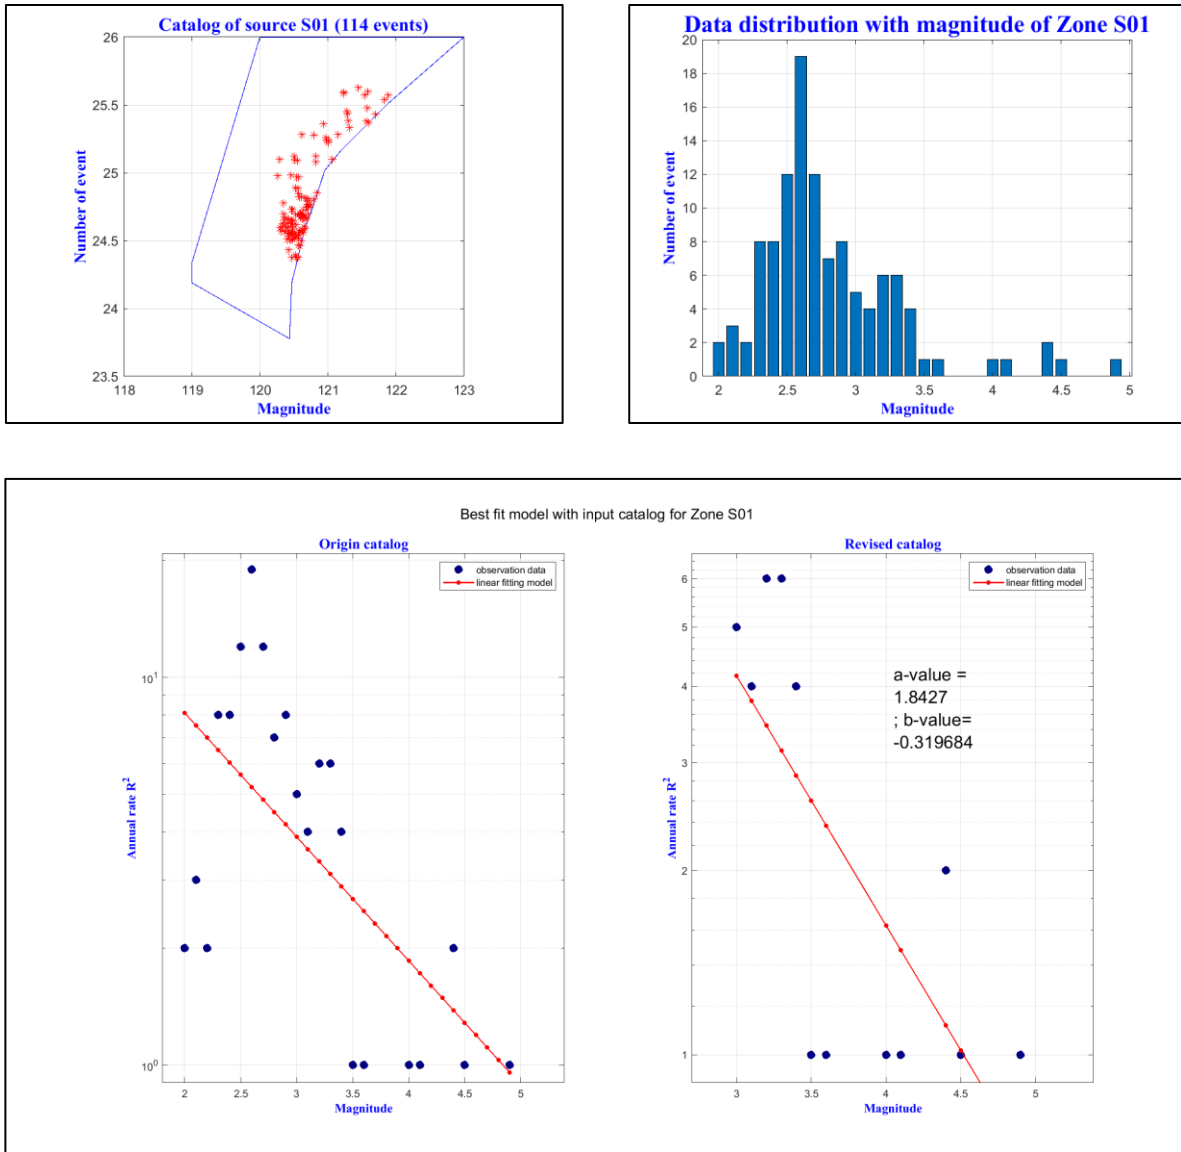 Catalog of source S01 (114 events)
26
25.5
25
24.5
24
23.5
118
119
120
121
122
123
Number of event
Magnitude
Data distribution with magnitude of Zone S01
20
18
16
14
12
10
8
6
4
2
0
2
2.5
3
3.5
4
4.5
5
Number of event
Magnitude
Best fit model with input catalog for Zone S01
Origin catalog
observation data
linear fitting model
10¹
10⁰
2
2.5
3
3.5
4
4.5
5
Annual rate R²
Magnitude
Revised catalog
observation data
linear fitting model
a-value =
1.8427
; b-value=
-0.319684
6
5
4
3
2
1
3
3.5
4
4.5
5
Annual rate R²
Magnitude